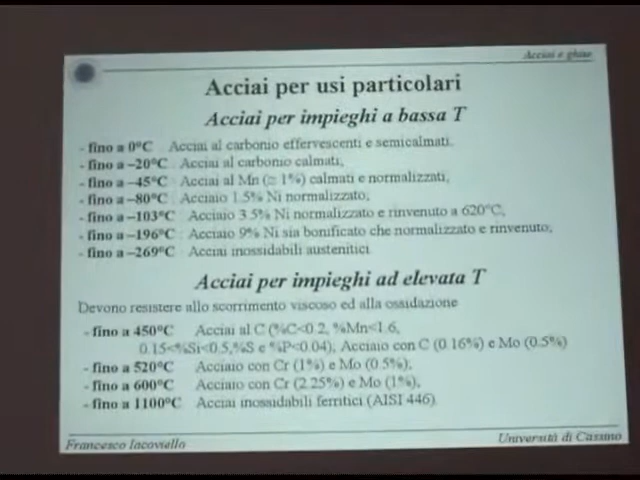 Acciai e ghise
Acciai per usi particolari
Acciai per impieghi a bassa T
- fino a 0°C : Acciai al carbonio effervescenti e semicalmati.
- fino a –20°C : Acciai al carbonio calmati,
- fino a –45°C : Acciai al Mn (≅ 1%) calmati e normalizzati,
- fino a –80°C : Acciaio 1.5% Ni normalizzato,
- fino a –103°C : Acciaio 3.5% Ni normalizzato e rinvenuto a 620°C,
- fino a –196°C : Acciaio 9% Ni sia bonificato che normalizzato e rinvenuto,
- fino a –269°C : Acciai inossidabili austenitici
Acciai per impieghi ad elevata T
Devono resistere allo scorrimento viscoso ed alla ossidazione
- fino a 450°C Acciai al C (%C<0.2, %Mn<1.6,
0.15<%Si<0.5,%S e %P<0.04), Acciaio con C (0.16%) e Mo (0.5%)
- fino a 520°C Acciaio con Cr (1%) e Mo (0.5%),
- fino a 600°C Acciaio con Cr (2.25%) e Mo (1%),
- fino a 1100°C Acciai inossidabili ferritici (AISI 446)
Francesco Iacoviello Università di Cassino